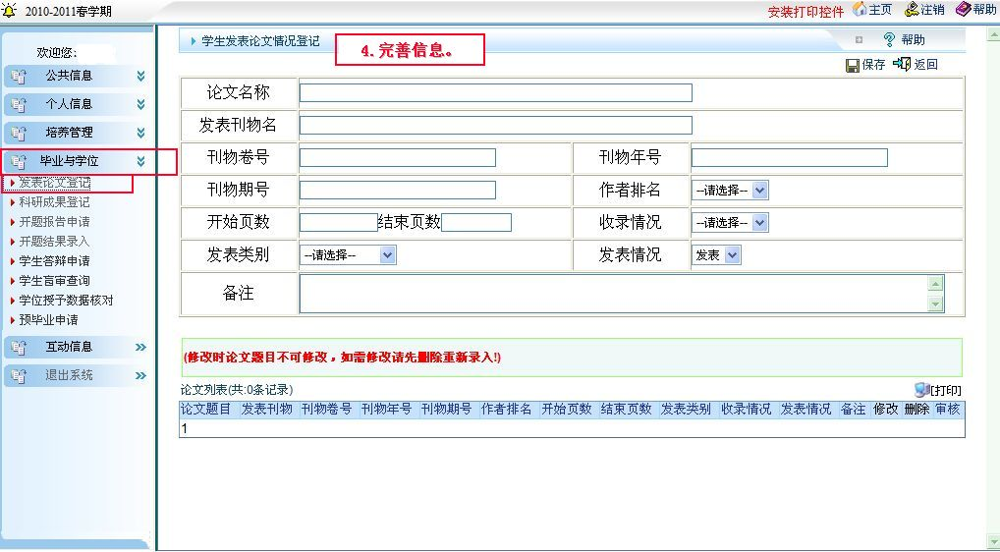 2010-2011春学期
安装打印控件 主页 注销 帮助
欢迎您：
公共信息
个人信息
培养管理
毕业与学位
发表论文登记
科研成果登记
开题报告申请
开题结果录入
学生答辩申请
学生盲审查询
学位授予数据核对
预毕业申请
互动信息
退出系统
学生发表论文情况登记
4.完善信息。
帮助
保存 返回
论文名称
发表刊物名
刊物卷号 刊物年号
刊物期号 作者排名 --请选择--
开始页数 结束页数 收录情况 --请选择--
发表类别 --请选择-- 发表情况 发表
备注
(修改时论文题目不可修改，如需修改请先删除重新录入!)
论文列表(共:0条记录) [打印]
论文题目 发表刊物 刊物卷号 刊物年号 刊物期号 作者排名 开始页数 结束页数 发表类别 收录情况 发表情况 备注 修改 删除 审核
1